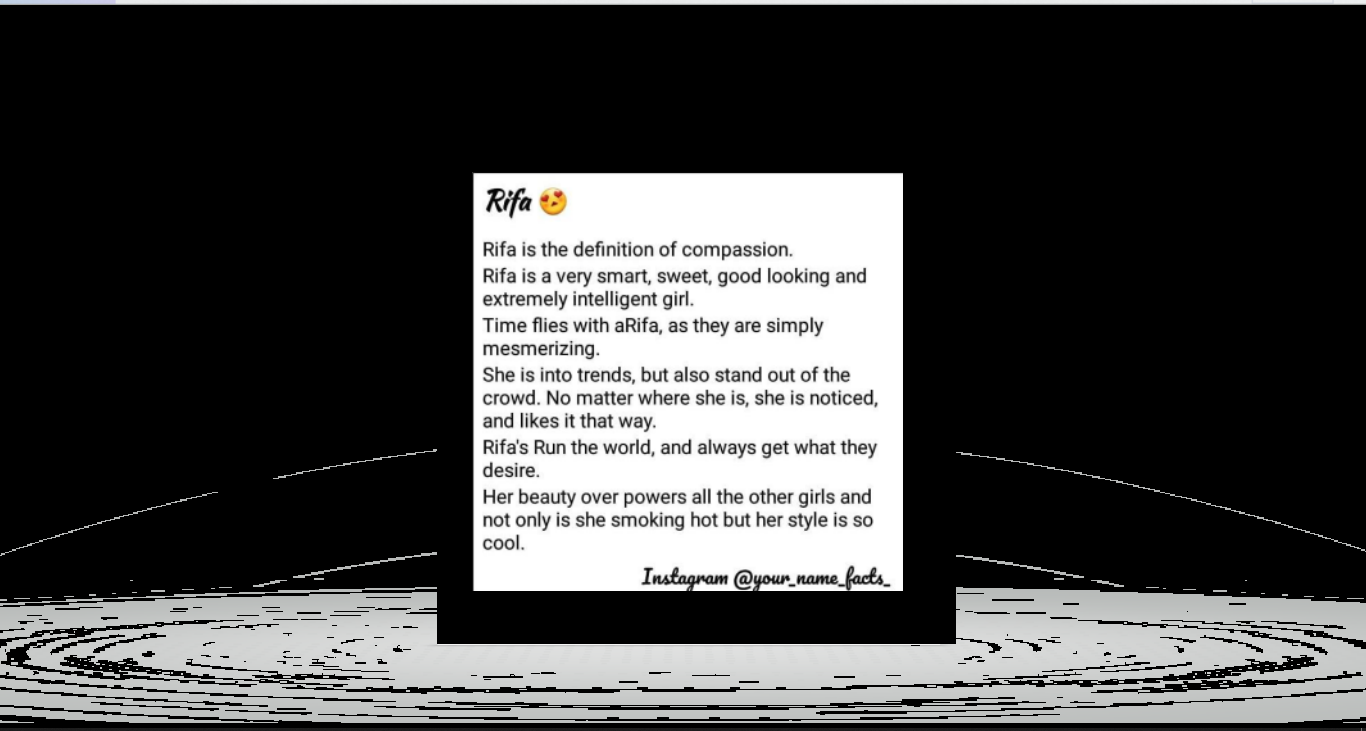 Rifa 😍
Rifa is the definition of compassion.
Rifa is a very smart, sweet, good looking and
extremely intelligent girl.
Time flies with aRifa, as they are simply
mesmerizing.
She is into trends, but also stand out of the
crowd. No matter where she is, she is noticed,
and likes it that way.
Rifa's Run the world, and always get what they
desire.
Her beauty over powers all the other girls and
not only is she smoking hot but her style is so
cool.
Instagram @your_name_facts_